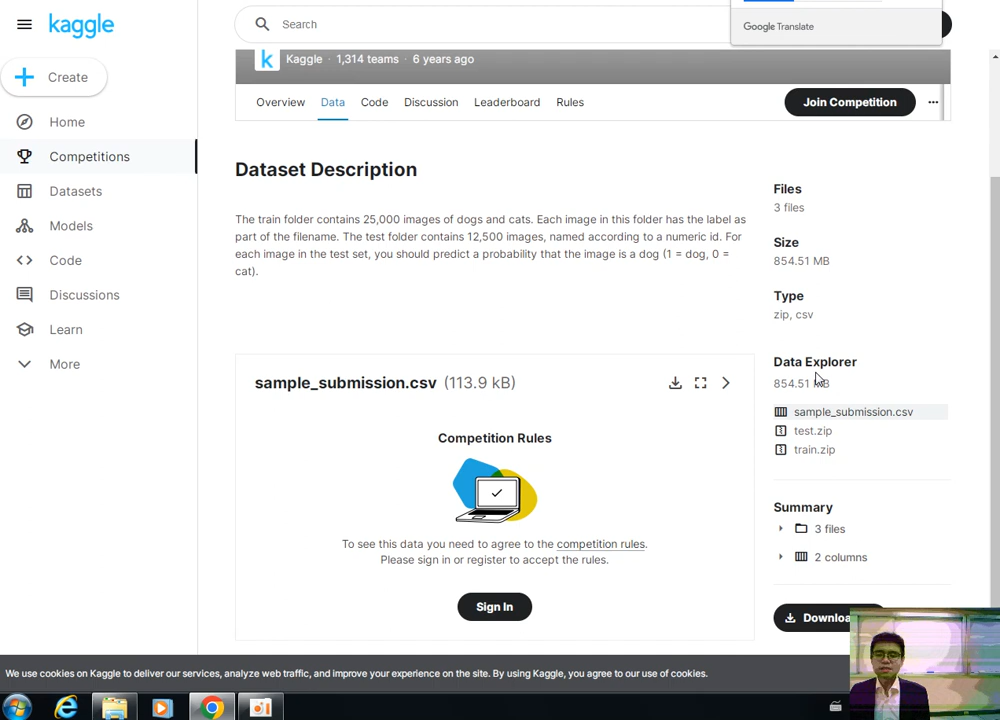 kaggle
Search
Google Translate
Create
Home
Competitions
Datasets
Models
Code
Discussions
Learn
More
Kaggle · 1,314 teams · 6 years ago
Overview Data Code Discussion Leaderboard Rules
Join Competition
Dataset Description
The train folder contains 25,000 images of dogs and cats. Each image in this folder has the label as
part of the filename. The test folder contains 12,500 images, named according to a numeric id. For
each image in the test set, you should predict a probability that the image is a dog (1 = dog, 0 =
cat).
sample_submission.csv (113.9 kB)
Competition Rules
To see this data you need to agree to the competition rules.
Please sign in or register to accept the rules.
Sign In
Files
3 files
Size
854.51 MB
Type
zip, csv
Data Explorer
854.51 MB
sample_submission.csv
test.zip
train.zip
Summary
3 files
2 columns
We use cookies on Kaggle to deliver our services, analyze web traffic, and improve your experience on the site. By using Kaggle, you agree to our use of cookies.